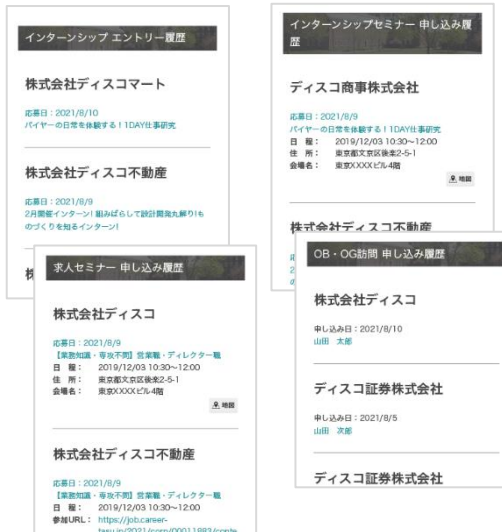 インターンシップ エントリー履歴
株式会社ディスコマート
応募日：2021/8/10
バイヤーの日常を体験する！1DAY仕事研究
株式会社ディスコ不動産
応募日：2021/8/9
2月開催インターン! 組みばらして設計開発丸解り!も
のづくりを知るインターン!
株
インターンシップセミナー 申し込み履
歴
ディスコ商事株式会社
応募日：2021/8/9
バイヤーの日常を体験する！1DAY仕事研究
日　程：　2019/12/03 10:30〜12:00
住　所：　東京都文京区後楽2-5-1
会場名：　東京XXXXビル4階
地図
株式会社ディスコ不動産
求人セミナー 申し込み履歴
株式会社ディスコ
応募日：2021/8/9
【業務知識・専攻不問】営業職・ディレクター職
日　程：　2019/12/03 10:30〜12:00
住　所：　東京都文京区後楽2-5-1
会場名：　東京XXXXビル4階
地図
株式会社ディスコ不動産
応募日：2021/8/9
【業務知識・専攻不問】営業職・ディレクター職
日　程：　2019/12/03 10:30〜12:00
参加URL：　https://job.career-
tasu.jp/2021/corp/00011983/conte
OB・OG訪問 申し込み履歴
株式会社ディスコ
申し込み日：2021/8/10
山田　太郎
ディスコ証券株式会社
申し込み日：2021/8/5
山田　次郎
ディスコ証券株式会社